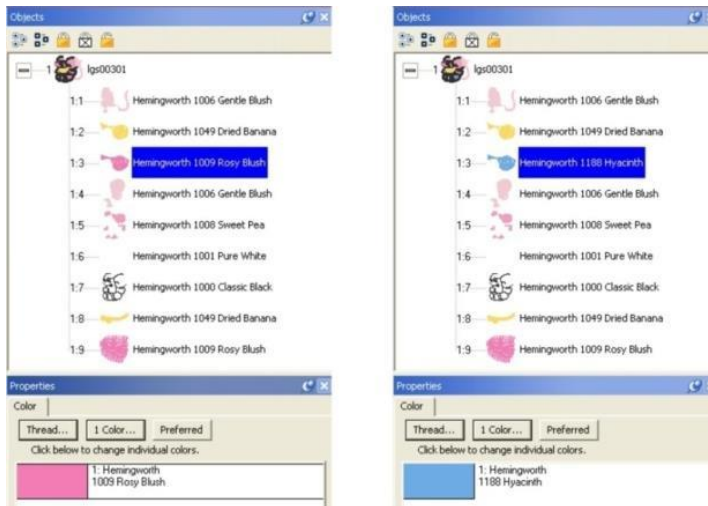 Objects
1 lgs00301
1:1 Hemingworth 1006 Gentle Blush
1:2 Hemingworth 1049 Dried Banana
1:3 Hemingworth 1009 Rosy Blush
1:4 Hemingworth 1006 Gentle Blush
1:5 Hemingworth 1008 Sweet Pea
1:6 Hemingworth 1001 Pure White
1:7 Hemingworth 1000 Classic Black
1:8 Hemingworth 1049 Dried Banana
1:9 Hemingworth 1009 Rosy Blush
Properties
Color
Thread... 1 Color... Preferred
Click below to change individual colors.
1: Hemingworth
1009 Rosy Blush
Objects
1 lgs00301
1:1 Hemingworth 1006 Gentle Blush
1:2 Hemingworth 1049 Dried Banana
1:3 Hemingworth 1188 Hyacinth
1:4 Hemingworth 1006 Gentle Blush
1:5 Hemingworth 1008 Sweet Pea
1:6 Hemingworth 1001 Pure White
1:7 Hemingworth 1000 Classic Black
1:8 Hemingworth 1049 Dried Banana
1:9 Hemingworth 1009 Rosy Blush
Properties
Color
Thread... 1 Color... Preferred
Click below to change individual colors.
1: Hemingworth
1188 Hyacinth